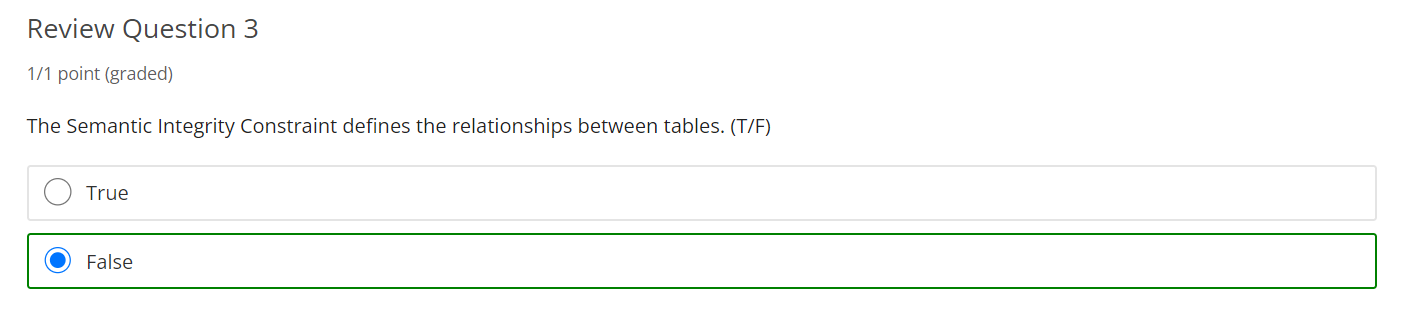 Review Question 3
1/1 point (graded)
The Semantic Integrity Constraint defines the relationships between tables. (T/F)
True
False